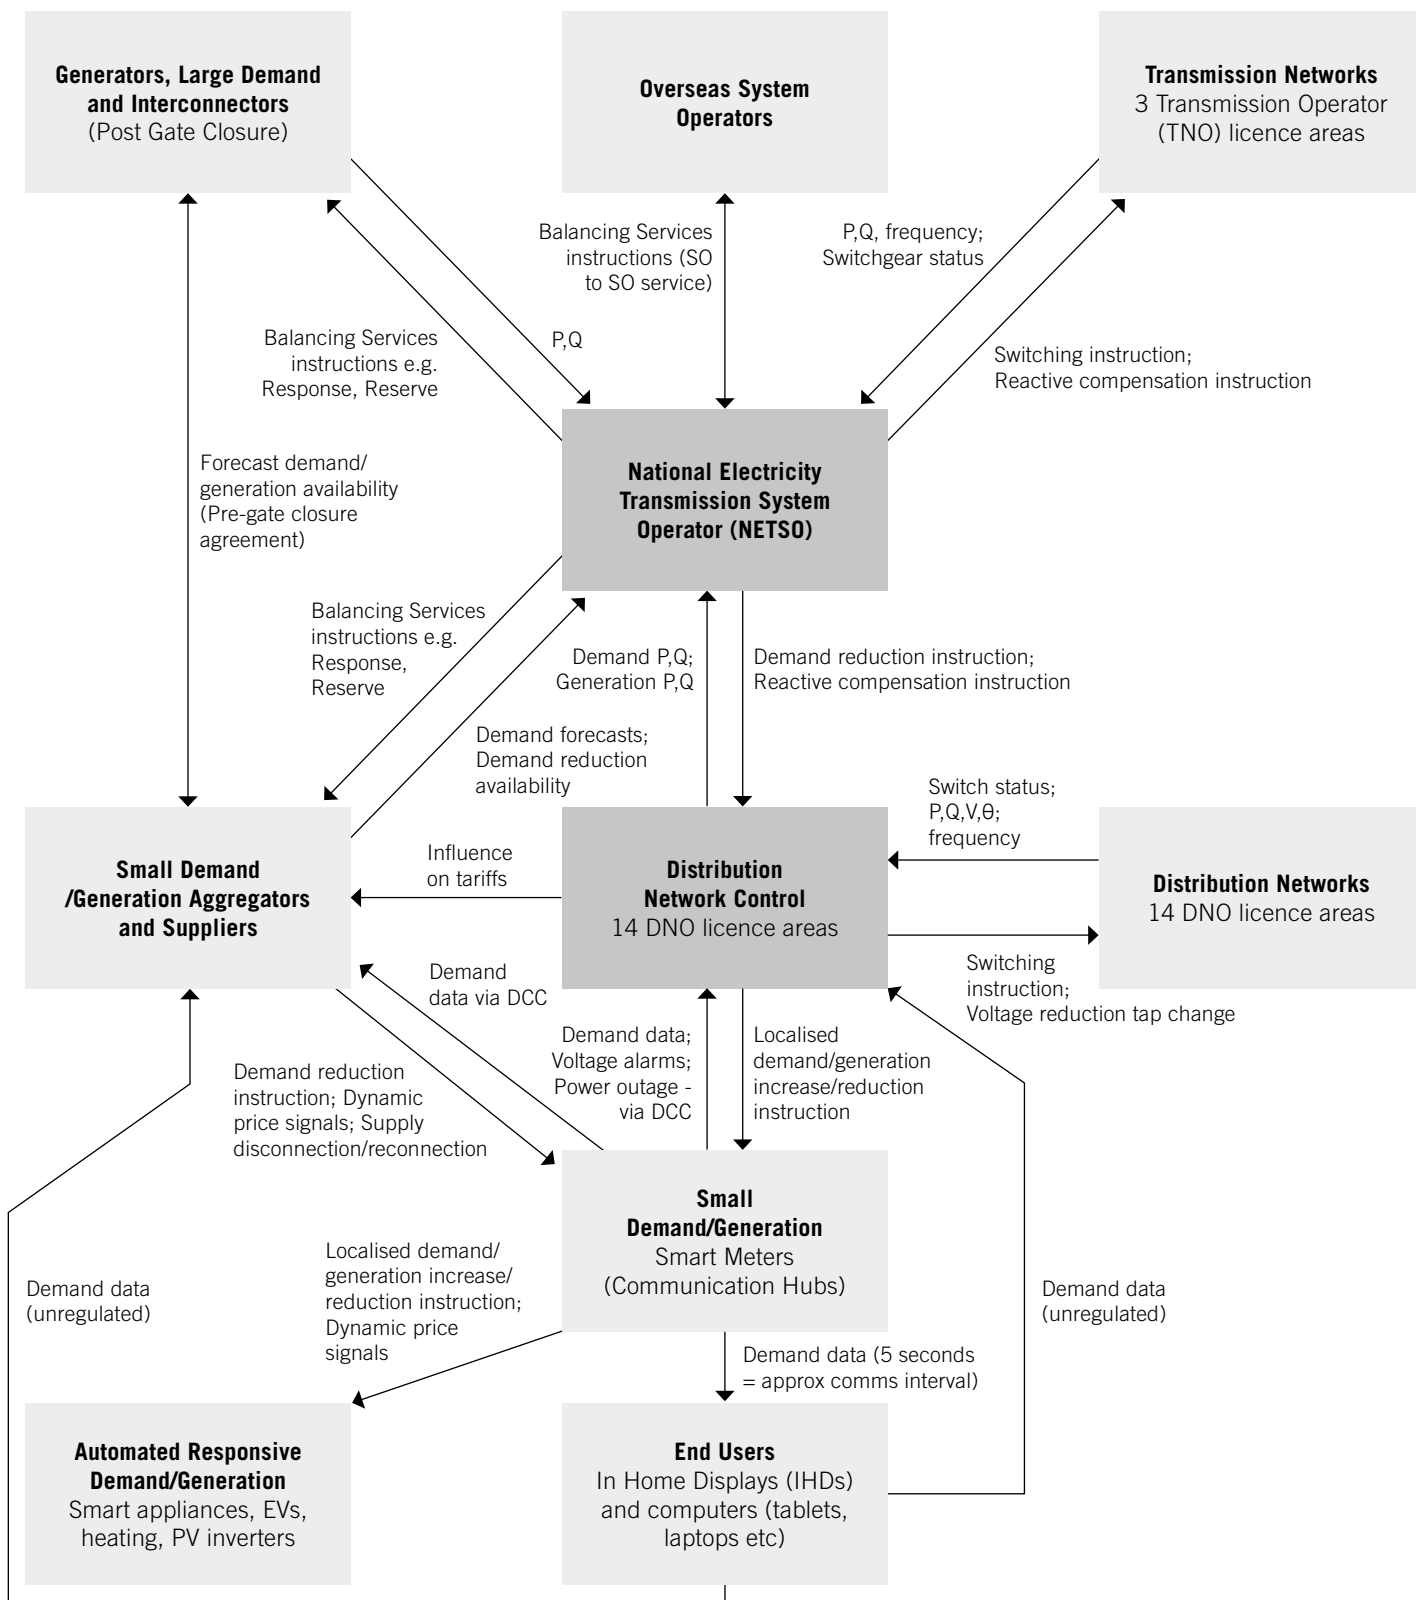 Generators, Large Demand
and Interconnectors
(Post Gate Closure)
Overseas System
Operators
Transmission Networks
3 Transmission Operator
(TNO) licence areas
Balancing Services
instructions (SO
to SO service)
P,Q, frequency;
Switchgear status
Balancing Services
instructions e.g.
Response, Reserve
P,Q
Switching instruction;
Reactive compensation instruction
Forecast demand/
generation availability
(Pre-gate closure
agreement)
National Electricity
Transmission System
Operator (NETSO)
Balancing Services
instructions e.g.
Response,
Reserve
Demand P,Q;
Generation P,Q
Demand reduction instruction;
Reactive compensation instruction
Demand forecasts;
Demand reduction
availability
Switch status;
P,Q,V,θ;
frequency
Small Demand
/Generation Aggregators
and Suppliers
Influence
on tariffs
Distribution
Network Control
14 DNO licence areas
Distribution Networks
14 DNO licence areas
Demand
data via DCC
Switching
instruction;
Voltage reduction tap change
Demand data;
Voltage alarms;
Power outage -
via DCC
Localised
demand/generation
increase/reduction
instruction
Demand reduction
instruction; Dynamic
price signals; Supply
disconnection/reconnection
Small
Demand/Generation
Smart Meters
(Communication Hubs)
Localised demand/
generation increase/
reduction instruction;
Dynamic price
signals
Demand data
(unregulated)
Demand data
(unregulated)
Demand data (5 seconds
= approx comms interval)
Automated Responsive
Demand/Generation
Smart appliances, EVs,
heating, PV inverters
End Users
In Home Displays (IHDs)
and computers (tablets,
laptops etc)